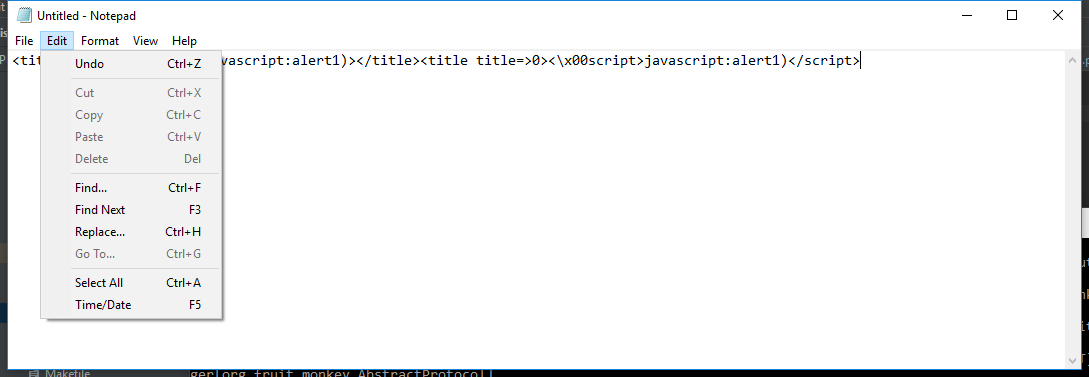 Untitled - Notepad
File Edit Format View Help
<tit vascript:alert1)></title><title title=>0><\x00script>javascript:alert1)</script>
Undo Ctrl+Z
Cut Ctrl+X
Copy Ctrl+C
Paste Ctrl+V
Delete Del
Find... Ctrl+F
Find Next F3
Replace... Ctrl+H
Go To... Ctrl+G
Select All Ctrl+A
Time/Date F5
Makefile
ger[org.fruit.monkey.AbstractProtocol]